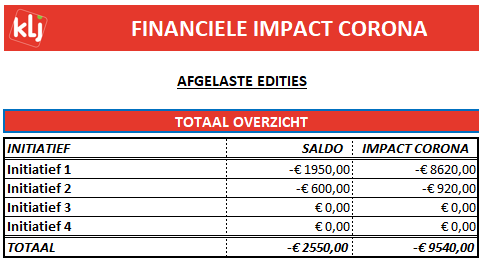 klj FINANCIELE IMPACT CORONA
AFGELASTE EDITIES
TOTAAL OVERZICHT
INITIATIEF SALDO IMPACT CORONA
Initiatief 1 -€ 1950,00 -€ 8620,00
Initiatief 2 -€ 600,00 -€ 920,00
Initiatief 3 € 0,00 € 0,00
Initiatief 4 € 0,00 € 0,00
TOTAAL -€ 2550,00 -€ 9540,00